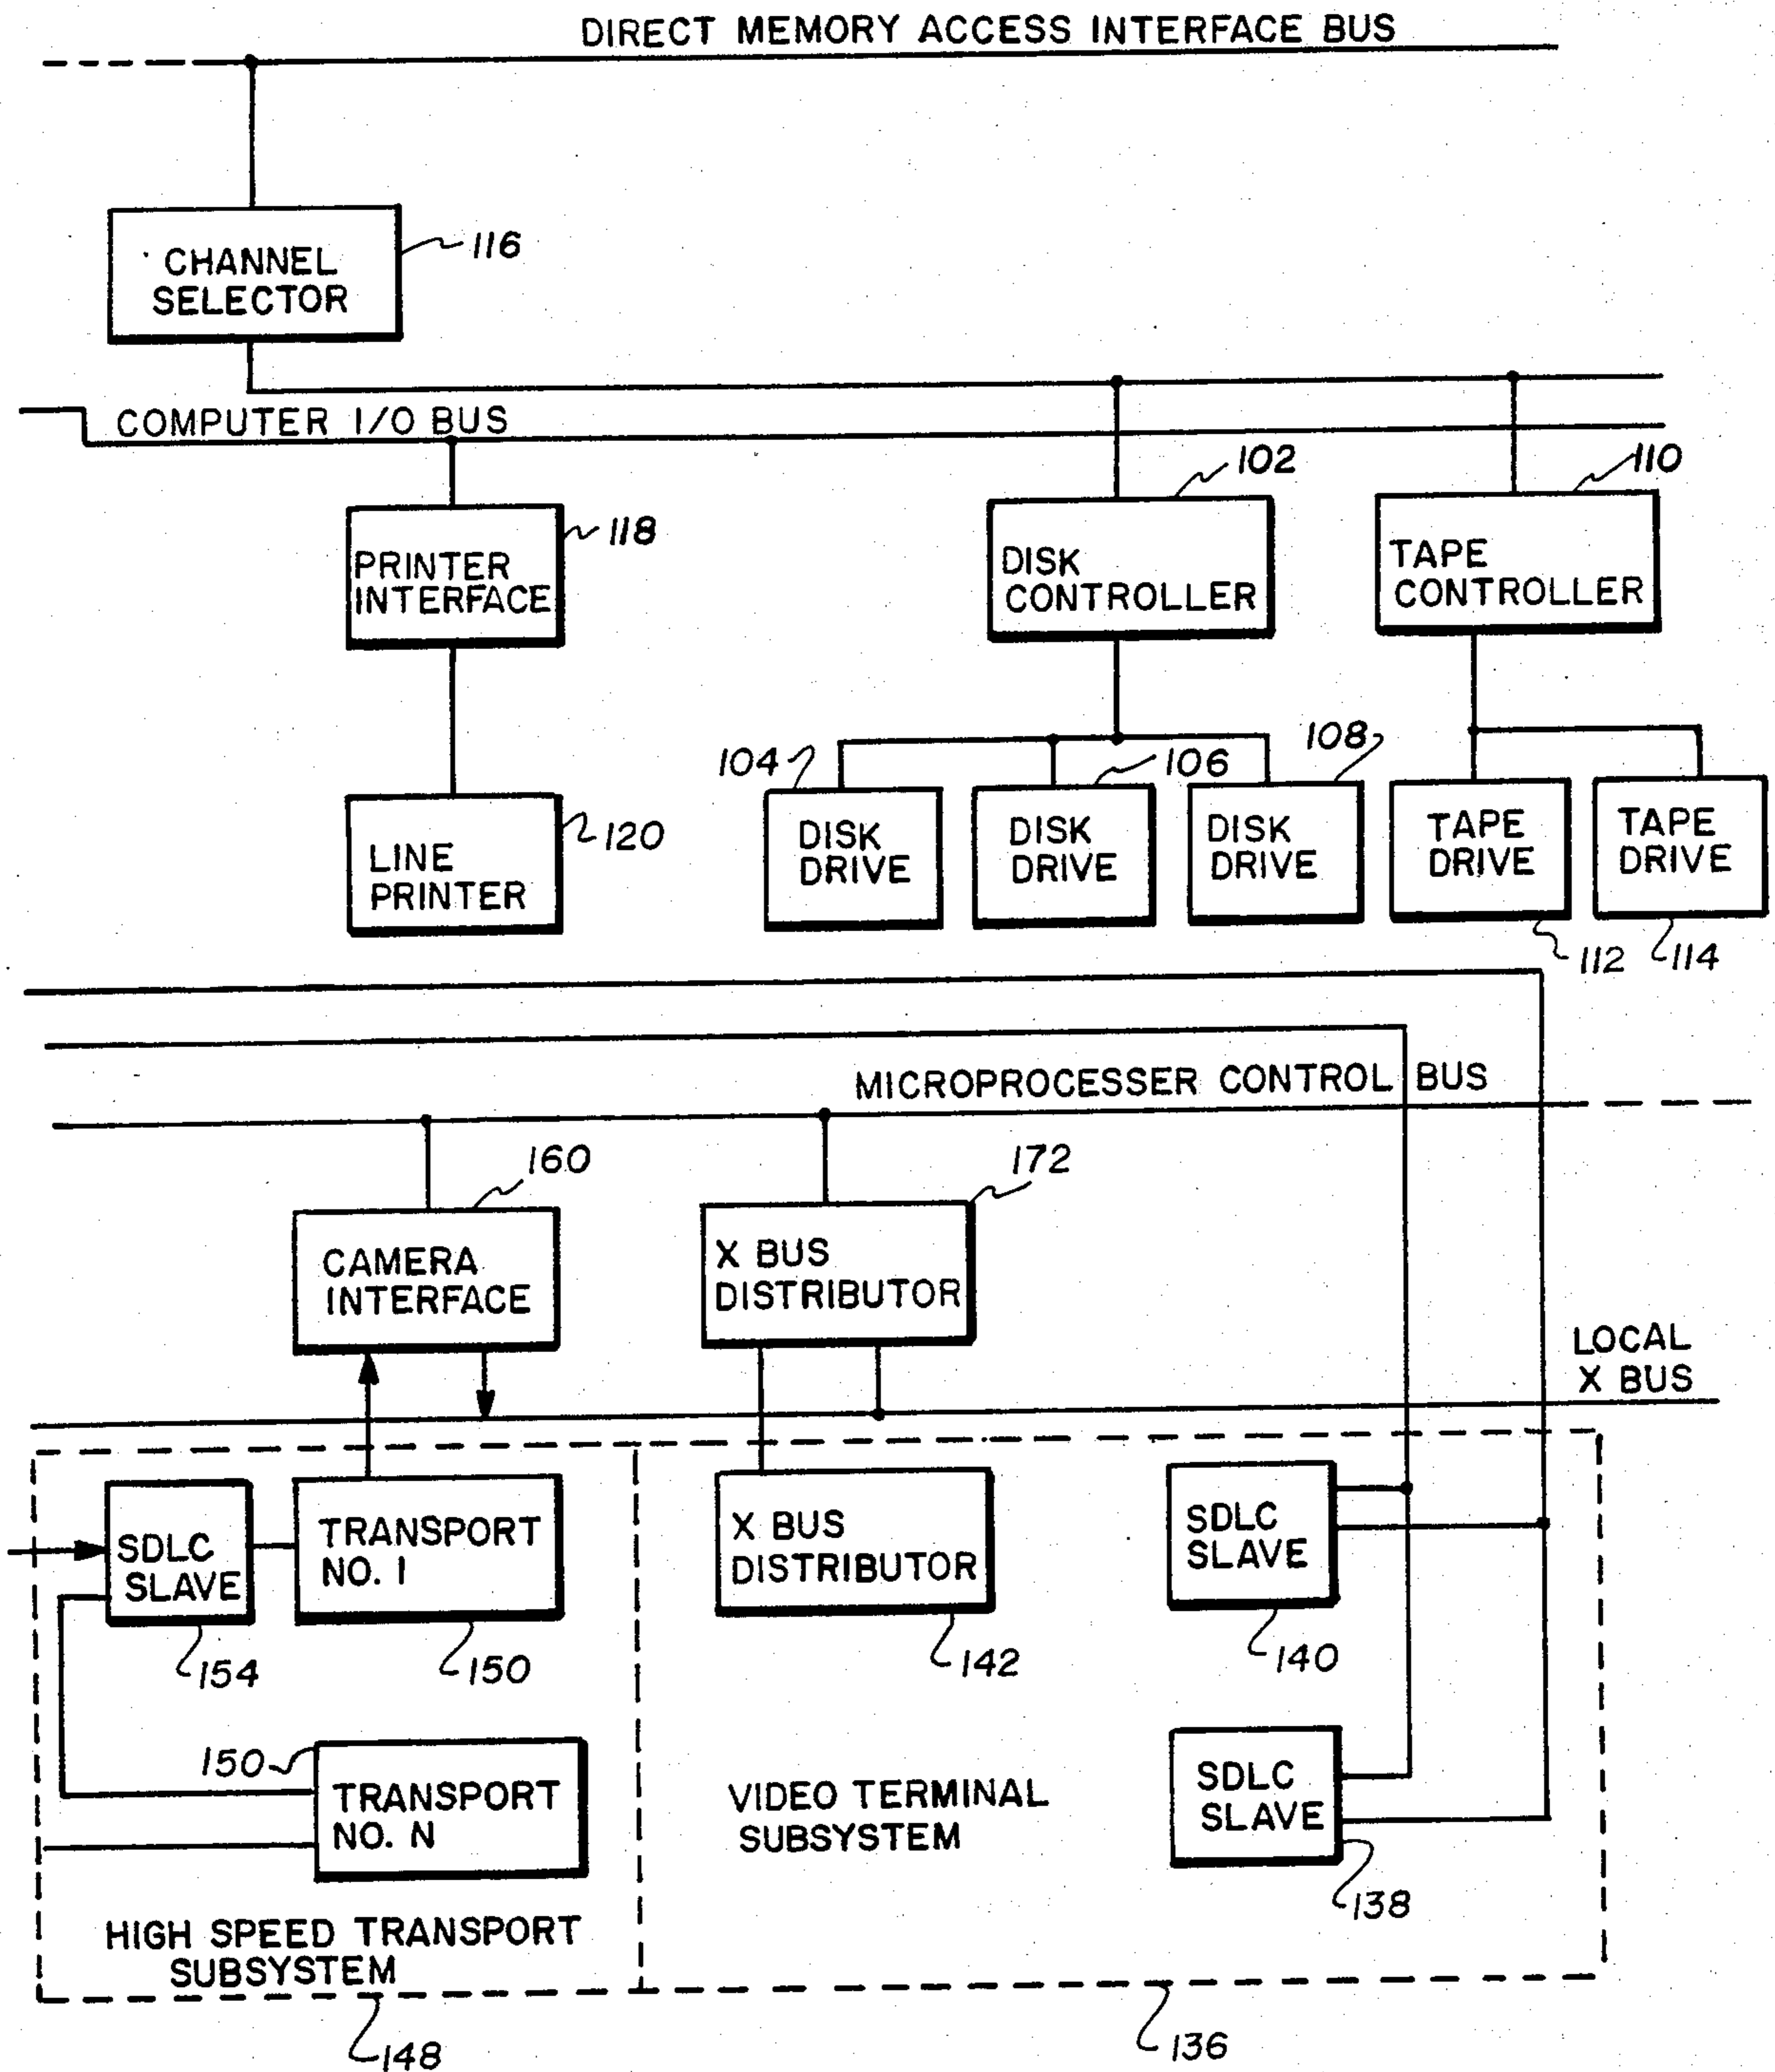 DIRECT MEMORY ACCESS INTERFACE BUS
CHANNEL
SELECTOR
116
COMPUTER I/O BUS
102
110
PRINTER
INTERFACE
118
DISK
CONTROLLER
TAPE
CONTROLLER
104
106
108
LINE
PRINTER
120
DISK
DRIVE
DISK
DRIVE
DISK
DRIVE
TAPE
DRIVE
TAPE
DRIVE
112
114
MICROPROCESSER CONTROL BUS
160
172
CAMERA
INTERFACE
X BUS
DISTRIBUTOR
LOCAL
X BUS
SDLC
SLAVE
TRANSPORT
NO. 1
X BUS
DISTRIBUTOR
SDLC
SLAVE
154
150
142
140
150
TRANSPORT
NO. N
VIDEO TERMINAL
SUBSYSTEM
SDLC
SLAVE
138
HIGH SPEED TRANSPORT
SUBSYSTEM
148
136